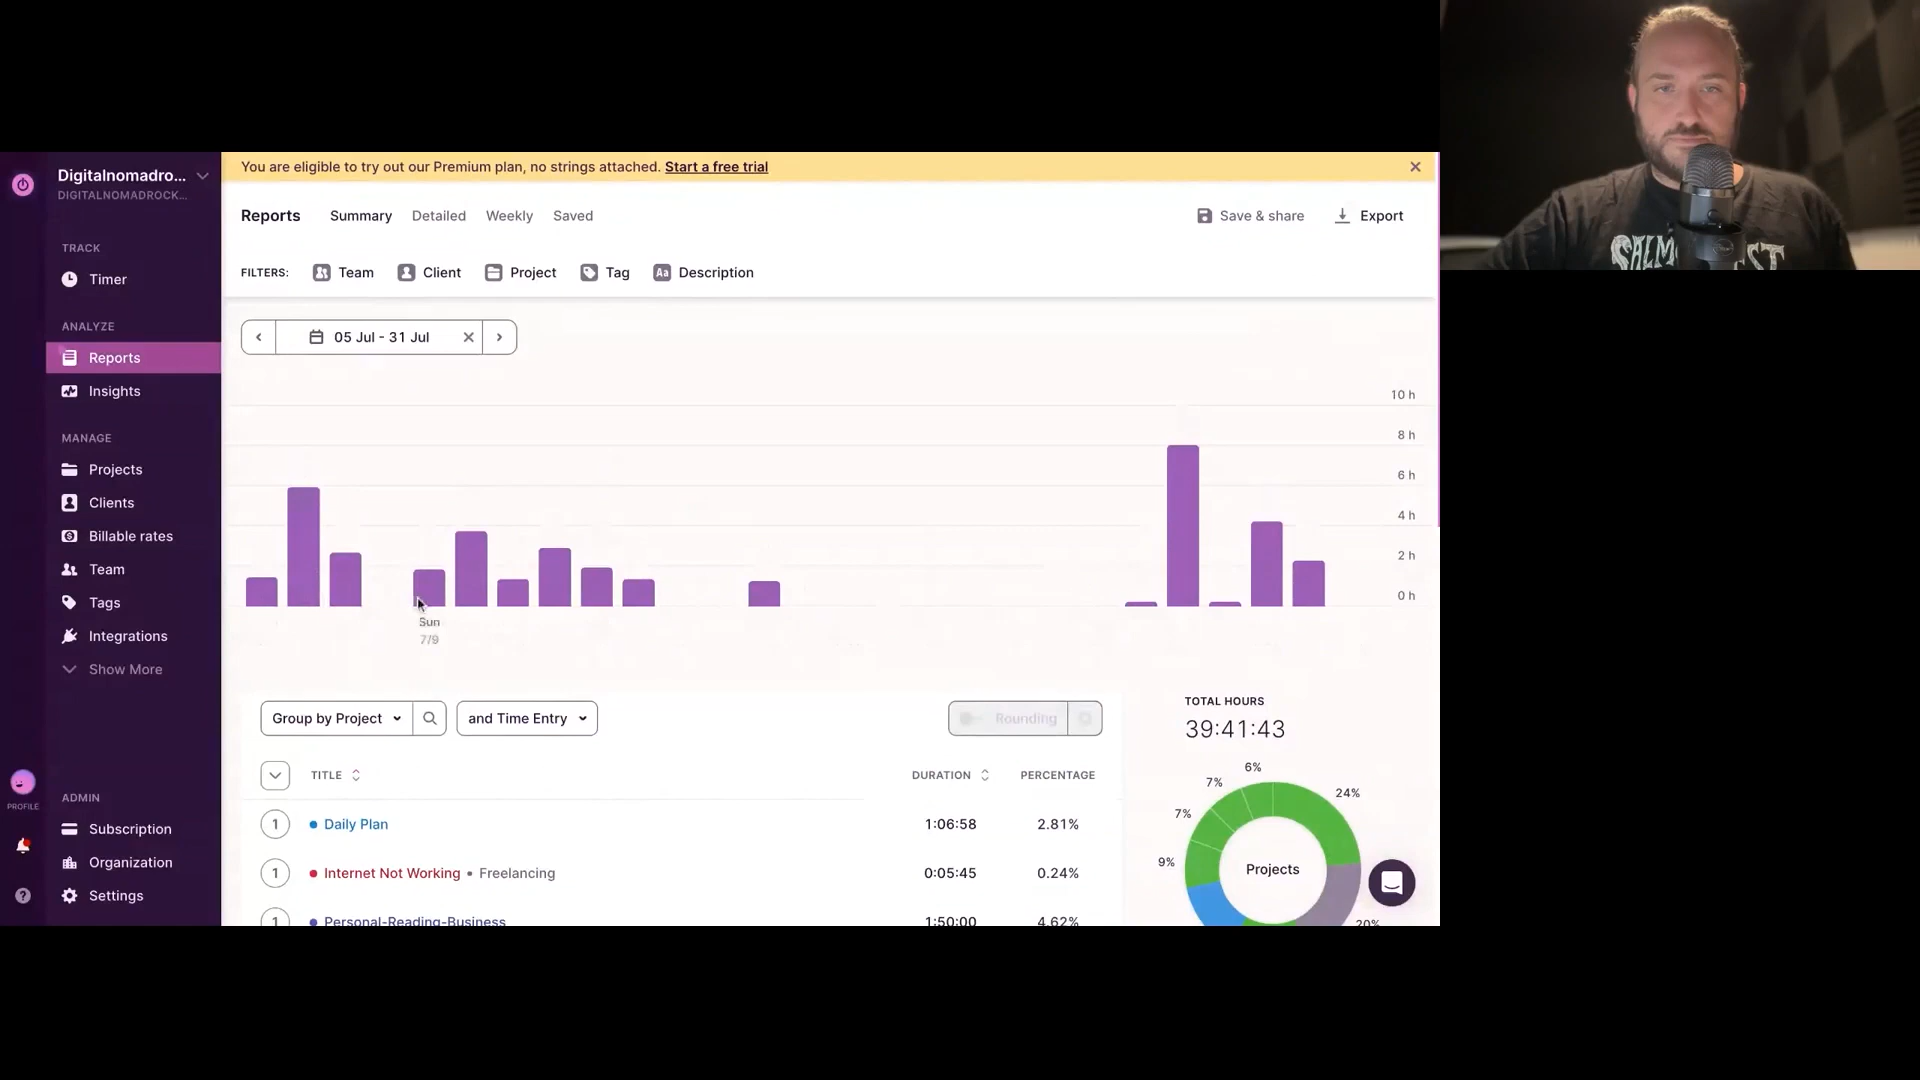 Digitalnomadro...
DIGITALNOMADROCK...
TRACK
Timer
ANALYZE
Reports
Insights
MANAGE
Projects
Clients
Billable rates
Team
Tags
Integrations
Show More
PROFILE
ADMIN
Subscription
Organization
Settings
You are eligible to try out our Premium plan, no strings attached. Start a free trial
Reports Summary Detailed Weekly Saved Save & share Export
FILTERS: Team Client Project Tag Aa Description
05 Jul - 31 Jul
10 h
8 h
6 h
4 h
2 h
0 h
Sun
7/9
Group by Project and Time Entry Rounding
TITLE DURATION PERCENTAGE
1 Daily Plan 1:06:58 2.81%
1 Internet Not Working • Freelancing 0:05:45 0.24%
1 Personal-Reading-Business 1:50:00 4.62%
TOTAL HOURS
39:41:43
6%
7%
24%
7%
9%
Projects
20%